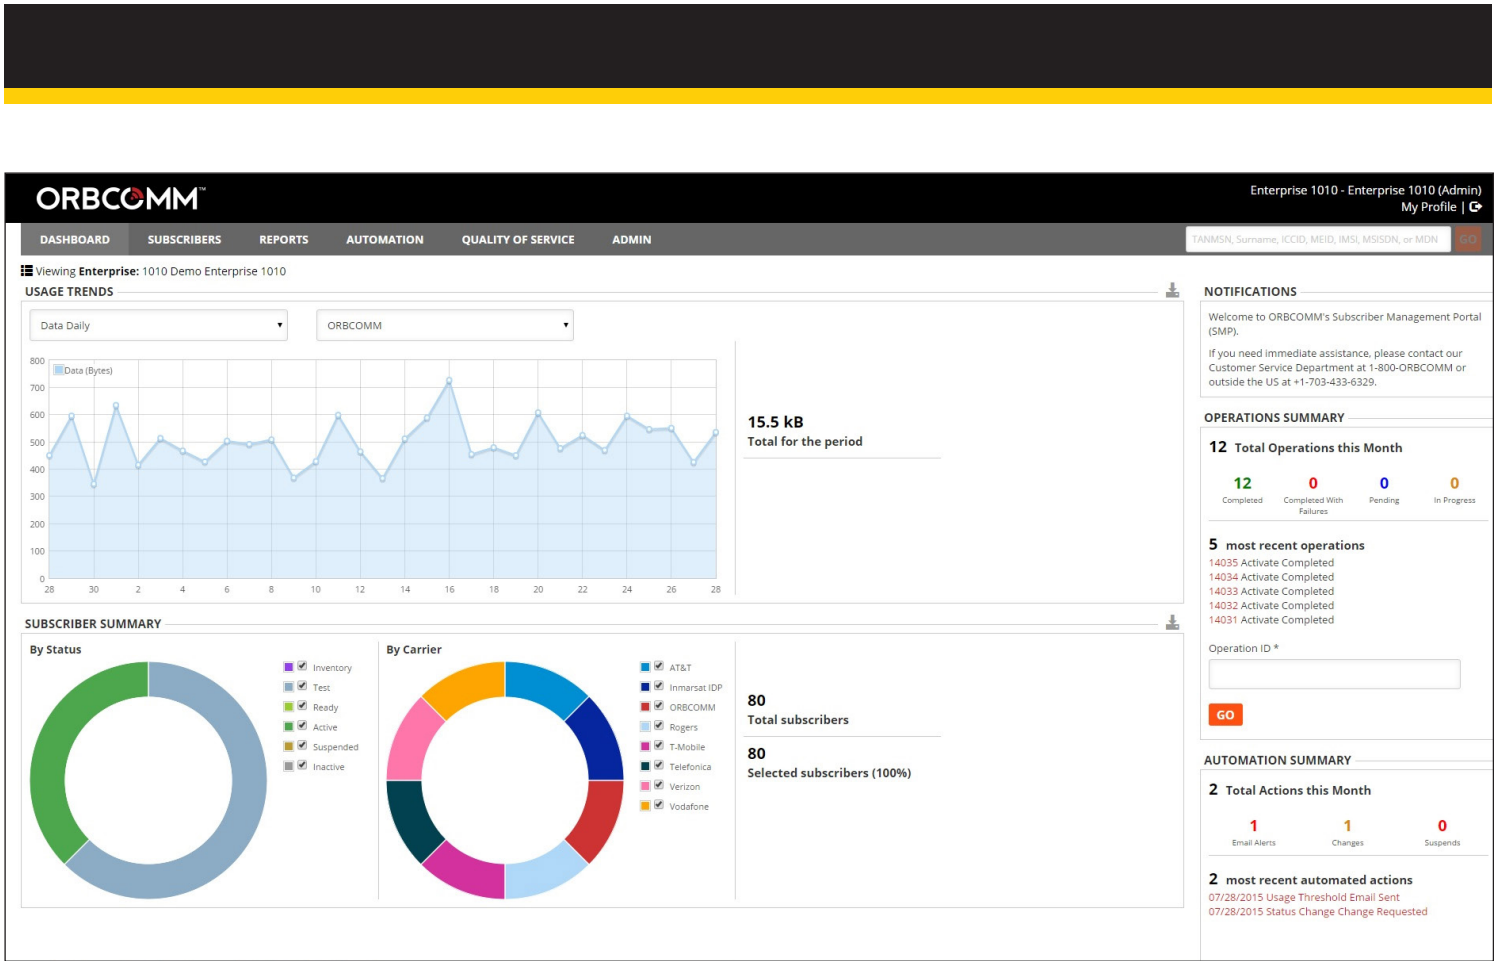 ORBCOMM™
Enterprise 1010 - Enterprise 1010 (Admin)
My Profile |
DASHBOARD SUBSCRIBERS REPORTS AUTOMATION QUALITY OF SERVICE ADMIN
TANMSN, Surname, ICCID, MEID, IMSI, MSISDN, or MDN GO
Viewing Enterprise: 1010 Demo Enterprise 1010
USAGE TRENDS
Data Daily
ORBCOMM
Data (Bytes)
800
700
600
500
400
300
200
100
0
28 30 2 4 6 8 10 12 14 16 18 20 22 24 26 28
15.5 kB
Total for the period
SUBSCRIBER SUMMARY
By Status
Inventory
Test
Ready
Active
Suspended
Inactive
By Carrier
AT&T
Inmarsat IDP
ORBCOMM
Rogers
T-Mobile
Telefonica
Verizon
Vodafone
80
Total subscribers
80
Selected subscribers (100%)
NOTIFICATIONS
Welcome to ORBCOMM's Subscriber Management Portal
(SMP).
If you need immediate assistance, please contact our
Customer Service Department at 1-800-ORBCOMM or
outside the US at +1-703-433-6329.
OPERATIONS SUMMARY
12 Total Operations this Month
12 0 0 0
Completed Completed With Pending In Progress
Failures
5 most recent operations
14035 Activate Completed
14034 Activate Completed
14033 Activate Completed
14032 Activate Completed
14031 Activate Completed
Operation ID *
GO
AUTOMATION SUMMARY
2 Total Actions this Month
1 1 0
Email Alerts Changes Suspends
2 most recent automated actions
07/28/2015 Usage Threshold Email Sent
07/28/2015 Status Change Change Requested